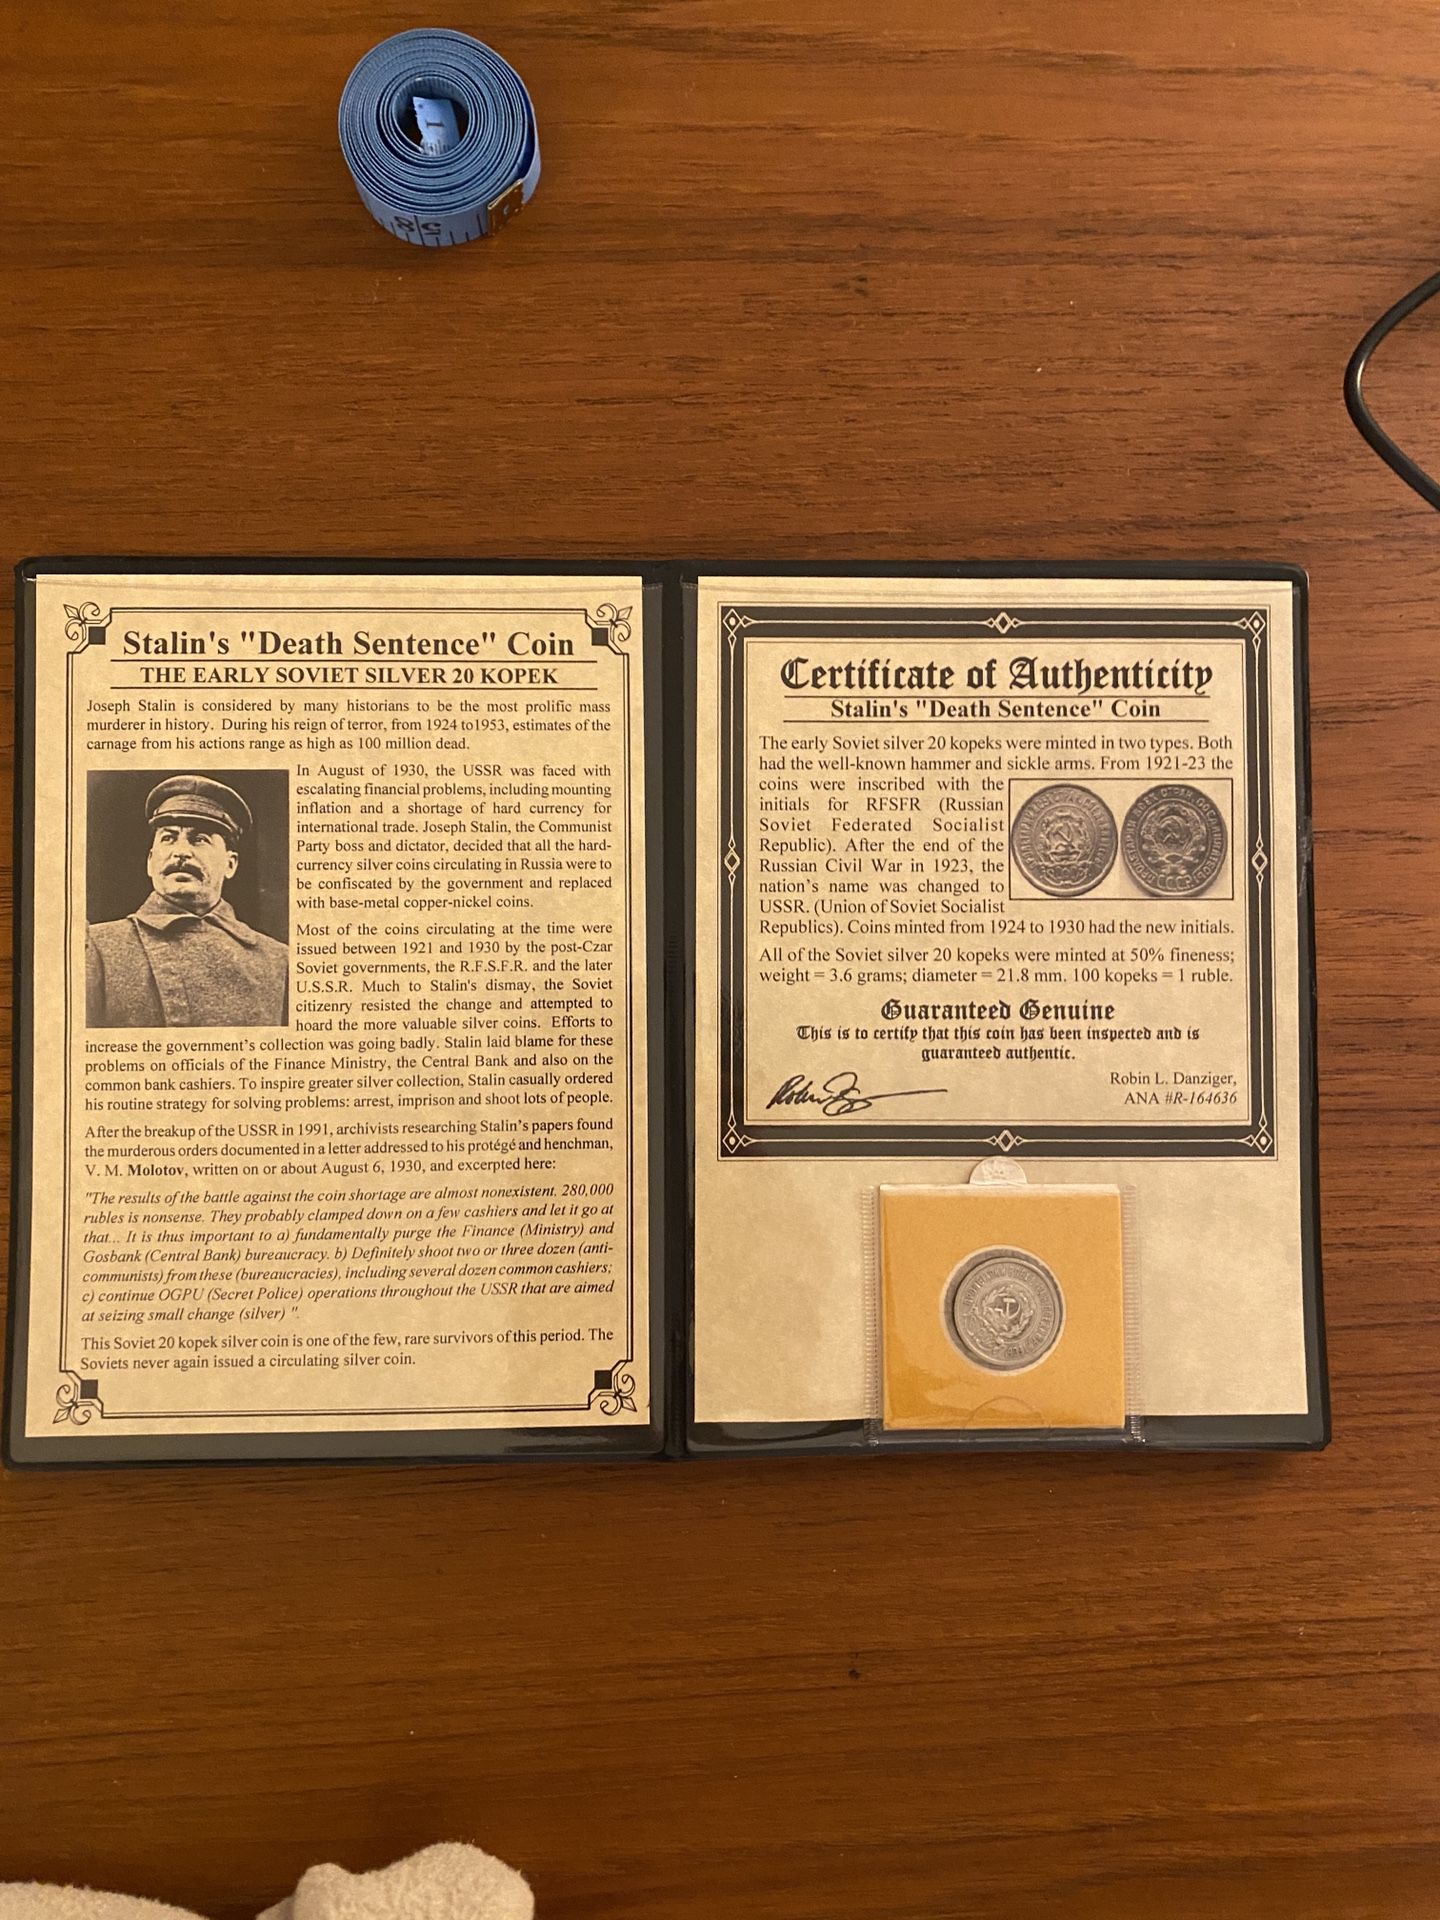 1
5
8
Stalin's "Death Sentence" Coin
THE EARLY SOVIET SILVER 20 KOPEK
Joseph Stalin is considered by many historians to be the most prolific mass
murderer in history. During his reign of terror, from 1924 to1953, estimates of the
carnage from his actions range as high as 100 million dead.
In August of 1930, the USSR was faced with
escalating financial problems, including mounting
inflation and a shortage of hard currency for
international trade. Joseph Stalin, the Communist
Party boss and dictator, decided that all the hard-
currency silver coins circulating in Russia were to
be confiscated by the government and replaced
with base-metal copper-nickel coins.
Most of the coins circulating at the time were
issued between 1921 and 1930 by the post-Czar
Soviet governments, the R.F.S.F.R. and the later
U.S.S.R. Much to Stalin's dismay, the Soviet
citizenry resisted the change and attempted to
hoard the more valuable silver coins. Efforts to
increase the government's collection was going badly. Stalin laid blame for these
problems on officials of the Finance Ministry, the Central Bank and also on the
common bank cashiers. To inspire greater silver collection, Stalin casually ordered
his routine strategy for solving problems: arrest, imprison and shoot lots of people.
After the breakup of the USSR in 1991, archivists researching Stalin's papers found
the murderous orders documented in a letter addressed to his protégé and henchman,
V. M. Molotov, written on or about August 6, 1930, and excerpted here:
"The results of the battle against the coin shortage are almost nonexistent. 280,000
rubles is nonsense. They probably clamped down on a few cashiers and let it go at
that... It is thus important to a) fundamentally purge the Finance (Ministry) and
Gosbank (Central Bank) bureaucracy. b) Definitely shoot two or three dozen (anti-
communists) from these (bureaucracies), including several dozen common cashiers;
c) continue OGPU (Secret Police) operations throughout the USSR that are aimed
at seizing small change (silver) ".
This Soviet 20 kopek silver coin is one of the few, rare survivors of this period. The
Soviets never again issued a circulating silver coin.
Certificate of Authenticity
Stalin's "Death Sentence" Coin
The early Soviet silver 20 kopeks were minted in two types. Both
had the well-known hammer and sickle arms. From 1921-23 the
coins were inscribed with the
initials for RFSFR (Russian
Soviet Federated Socialist
Republic). After the end of the
Russian Civil War in 1923, the
nation's name was changed to
USSR. (Union of Soviet Socialist
Republics). Coins minted from 1924 to 1930 had the new initials.
All of the Soviet silver 20 kopeks were minted at 50% fineness;
weight = 3.6 grams; diameter = 21.8 mm. 100 kopeks = 1 ruble.
Guaranteed Genuine
This is to certify that this coin has been inspected and is
guaranteed authentic.
Robin L. Danziger,
ANA #R-164636